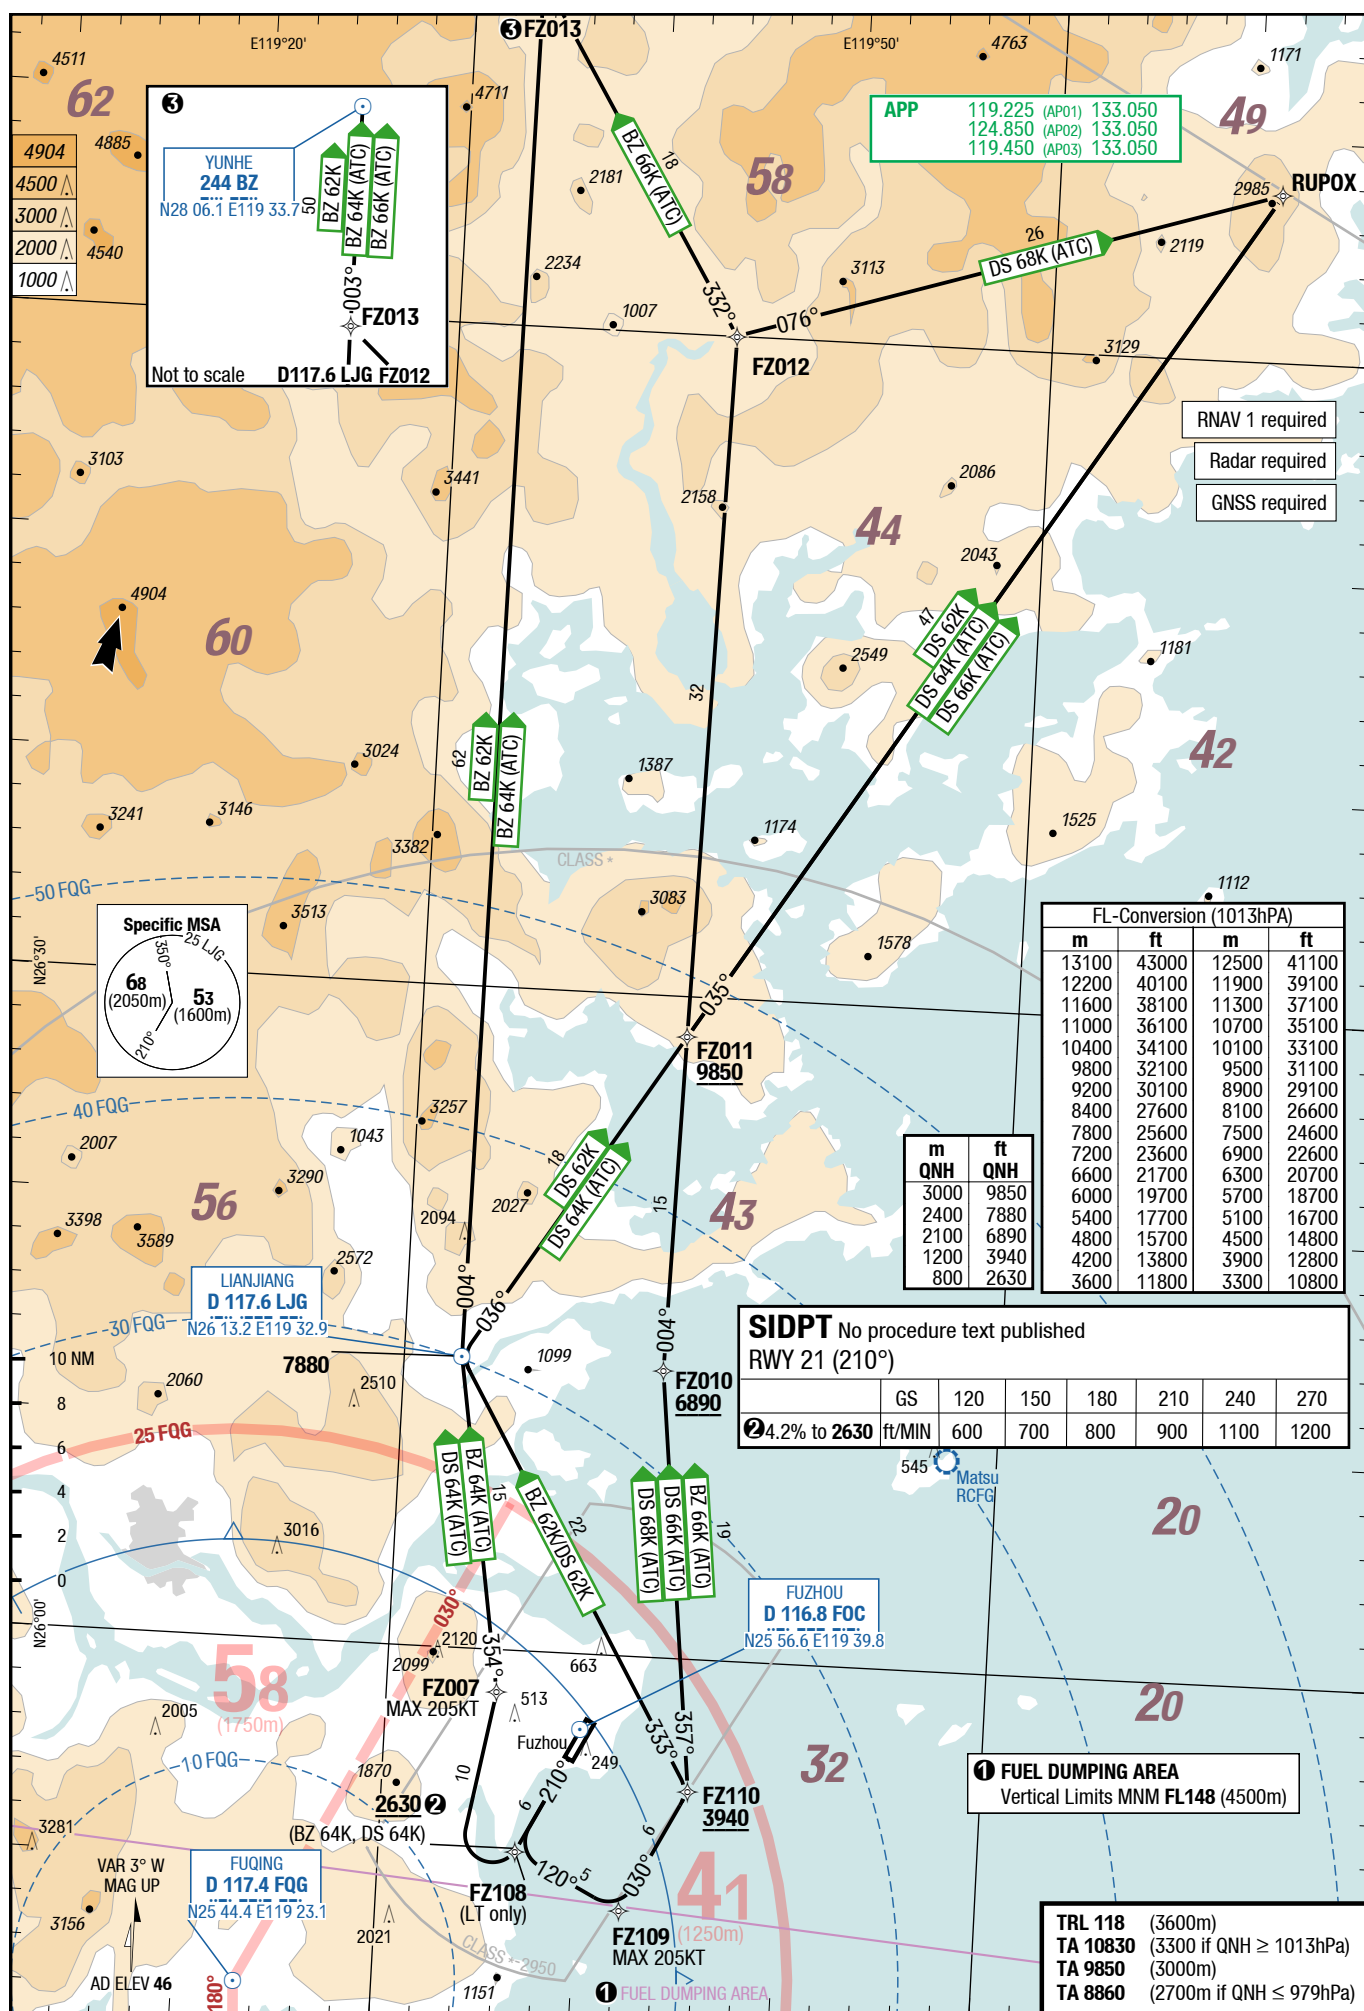 ❸FZ013
E119°20'
E119°50'
4511
62
4711
4763
1171
49
❸
YUNHE
244 BZ
N28 06.1 E119 33.7
50
BZ 62K
BZ 64K (ATC)
BZ 66K (ATC)
003°
FZ013
Not to scale
D117.6 LJG FZ012
4904
4500
3000
2000
1000
4885
4540
APP 119.225 (AP01) 133.050
124.850 (AP02) 133.050
119.450 (AP03) 133.050
BZ 66K (ATC)
18
58
2181
2985
RUPOX
26
DS 68K (ATC)
2119
2234
3113
1007
332°
076°
FZ012
3129
RNAV 1 required
Radar required
GNSS required
3103
3441
2086
2158
44
2043
4904
60
47
DS 62K
DS 64K (ATC)
DS 66K (ATC)
2549
1181
32
42
3024
62
BZ 62K
BZ 64K (ATC)
1387
3241
3146
3382
1174
1525
CLASS *
50 FQG
3083
1112
3513
1578
Specific MSA
25 LJG
350°
68
(2050m)
53
(1600m)
210°
N26°30'
FL-Conversion (1013hPA)
m ft m ft
13100 43000 12500 41100
12200 40100 11900 39100
11600 38100 11300 37100
11000 36100 10700 35100
10400 34100 10100 33100
9800 32100 9500 31100
9200 30100 8900 29100
8400 27600 8100 26600
7800 25600 7500 24600
7200 23600 6900 22600
6600 21700 6300 20700
6000 19700 5700 18700
5400 17700 5100 16700
4800 15700 4500 14800
4200 13800 3900 12800
3600 11800 3300 10800
035°
FZ011
9850
40 FQG
3257
2007
1043
3290
56
3398
3589
18
DS 62K
DS 64K (ATC)
2027
2094
15
43
m ft
QNH QNH
3000 9850
2400 7880
2100 6890
1200 3940
800 2630
2572
LIANJIANG
D 117.6 LJG
N26 13.2 E119 32.9
004°
036°
30 FQG
7880
1099
004°
FZ010
6890
SIDPT No procedure text published
RWY 21 (210°)
GS 120 150 180 210 240 270
❷4.2% to 2630 ft/MIN 600 700 800 900 1100 1200
10 NM
8
6
4
2
0
2060
2510
25 FQG
DS 64K (ATC)
BZ 64K (ATC)
15
BZ 62K/DS 62K
22
DS 68K (ATC)
DS 66K (ATC)
BZ 66K (ATC)
19
545
Matsu
RCFG
20
3016
N26°00'
FUZHOU
D 116.8 FOC
N25 56.6 E119 39.8
030°
2120
2099
354°
663
58
(1750m)
2005
FZ007
MAX 205KT
513
Fuzhou
249
333°
357°
20
32
10 FQG
1870
10
210°
6
FZ110
3940
❶ FUEL DUMPING AREA
Vertical Limits MNM FL148 (4500m)
2630 ❷
(BZ 64K, DS 64K)
3281
VAR 3° W
MAG UP
FUQING
D 117.4 FQG
N25 44.4 E119 23.1
120°
5
030°
6
FZ108
(LT only)
FZ109
MAX 205KT
41
(1250m)
3156
2021
CLASS *-2950
AD ELEV 46
180°
1151
❶ FUEL DUMPING AREA
TRL 118 (3600m)
TA 10830 (3300 if QNH ≥ 1013hPa)
TA 9850 (3000m)
TA 8860 (2700m if QNH ≤ 979hPa)